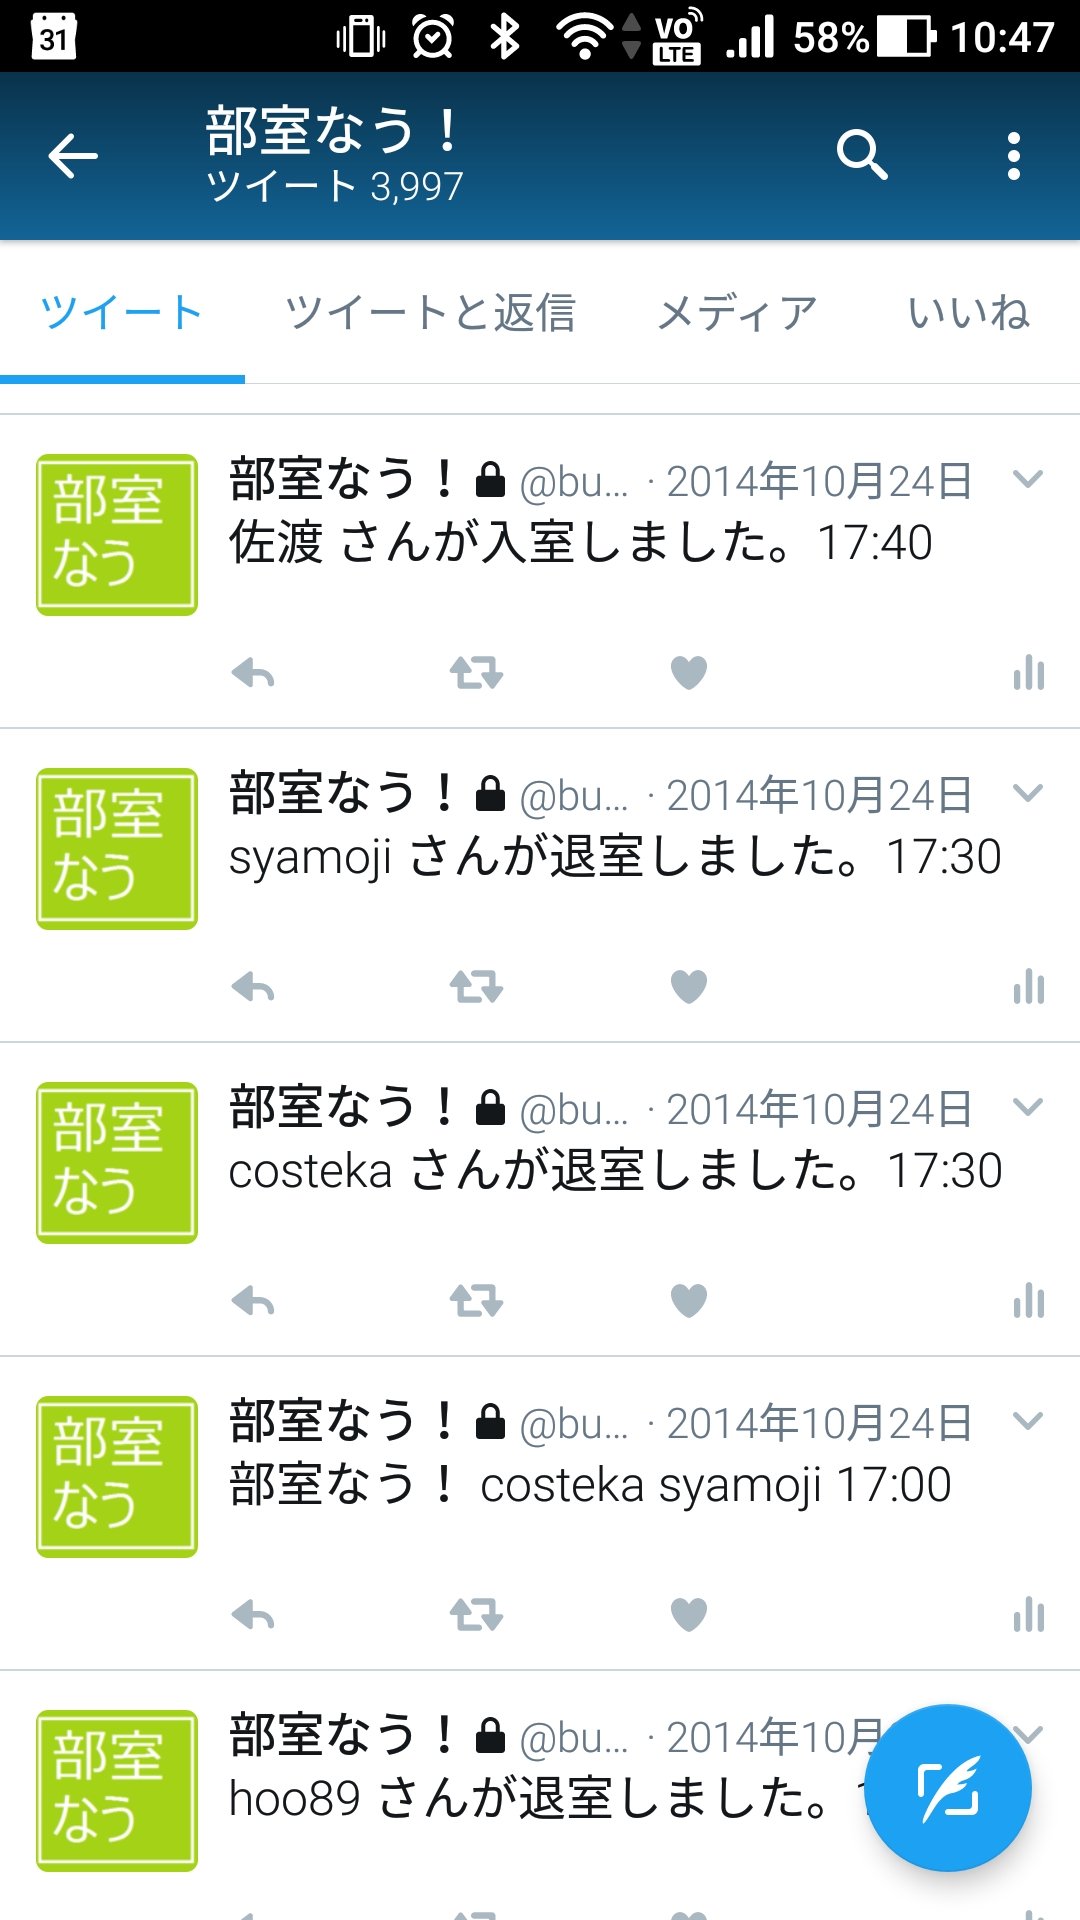 31 VO LTE 58% 10:47
部室なう！
ツイート 3,997
ツイート ツイートと返信 メディア いいね
部室なう
部室なう！ @bu… · 2014年10月24日
佐渡 さんが入室しました。17:40
部室なう
部室なう！ @bu… · 2014年10月24日
syamoji さんが退室しました。17:30
部室なう
部室なう！ @bu… · 2014年10月24日
costeka さんが退室しました。17:30
部室なう
部室なう！ @bu… · 2014年10月24日
部室なう！ costeka syamoji 17:00
部室なう
部室なう！ @bu… · 2014年10月
hoo89 さんが退室しました。